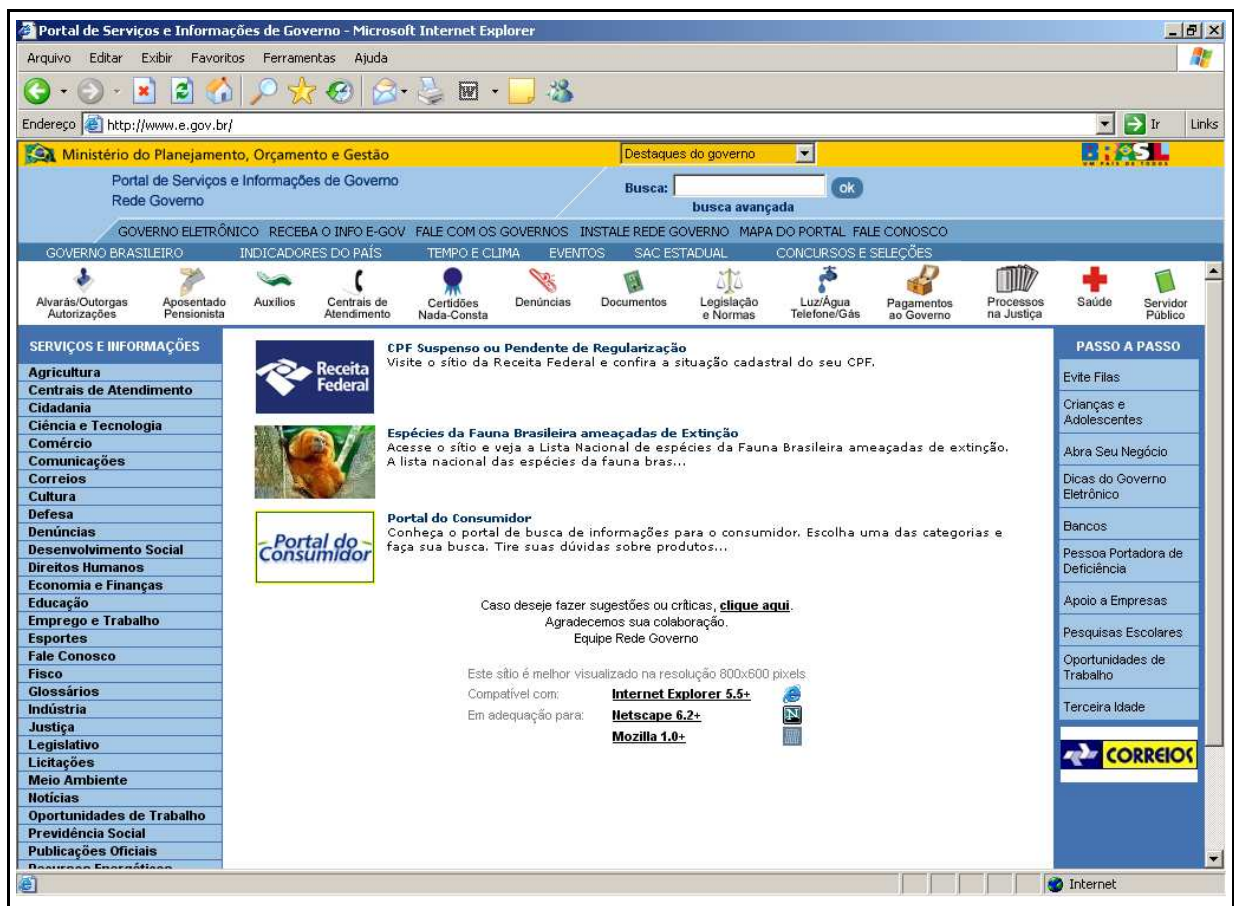 Portal de Serviços e Informações de Governo - Microsoft Internet Explorer
Arquivo Editar Exibir Favoritos Ferramentas Ajuda
Endereço http://www.e.gov.br/ Ir Links
Ministério do Planejamento, Orçamento e Gestão Destaques do governo BRASIL
UM PAÍS DE TODOS
Portal de Serviços e Informações de Governo
Rede Governo
Busca: ok
busca avançada
GOVERNO ELETRÔNICO RECEBA O INFO E-GOV FALE COM OS GOVERNOS INSTALE REDE GOVERNO MAPA DO PORTAL FALE CONOSCO
GOVERNO BRASILEIRO INDICADORES DO PAÍS TEMPO E CLIMA EVENTOS SAC ESTADUAL CONCURSOS E SELEÇÕES
Alvarás/Outorgas Aposentado Auxílios Centrais de Certidões Denúncias Documentos Legislação Luz/Água Pagamentos Processos Saúde Servidor
Autorizações Pensionista Atendimento Nada-Consta e Normas Telefone/Gás ao Governo na Justiça Público
SERVIÇOS E INFORMAÇÕES
Agricultura
Centrais de Atendimento
Cidadania
Ciência e Tecnologia
Comércio
Comunicações
Correios
Cultura
Defesa
Denúncias
Desenvolvimento Social
Direitos Humanos
Economia e Finanças
Educação
Emprego e Trabalho
Esportes
Fale Conosco
Fisco
Glossários
Indústria
Justiça
Legislativo
Licitações
Meio Ambiente
Notícias
Oportunidades de Trabalho
Previdência Social
Publicações Oficiais
Recursos Energéticos
Receita
Federal
CPF Suspenso ou Pendente de Regularização
Visite o sítio da Receita Federal e confira a situação cadastral do seu CPF.
Espécies da Fauna Brasileira ameaçadas de Extinção
Acesse o sítio e veja a Lista Nacional de espécies da Fauna Brasileira ameaçadas de extinção.
A lista nacional das espécies da fauna bras...
Portal do
Consumidor
Portal do Consumidor
Conheça o portal de busca de informações para o consumidor. Escolha uma das categorias e
faça sua busca. Tire suas dúvidas sobre produtos...
Caso deseje fazer sugestões ou críticas, clique aqui.
Agradecemos sua colaboração.
Equipe Rede Governo
Este sítio é melhor visualizado na resolução 800x600 pixels
Compatível com: Internet Explorer 5.5+
Em adequação para: Netscape 6.2+
Mozilla 1.0+
PASSO A PASSO
Evite Filas
Crianças e
Adolescentes
Abra Seu Negócio
Dicas do Governo
Eletrônico
Bancos
Pessoa Portadora de
Deficiência
Apoio a Empresas
Pesquisas Escolares
Oportunidades de
Trabalho
Terceira Idade
CORREIOS
Internet